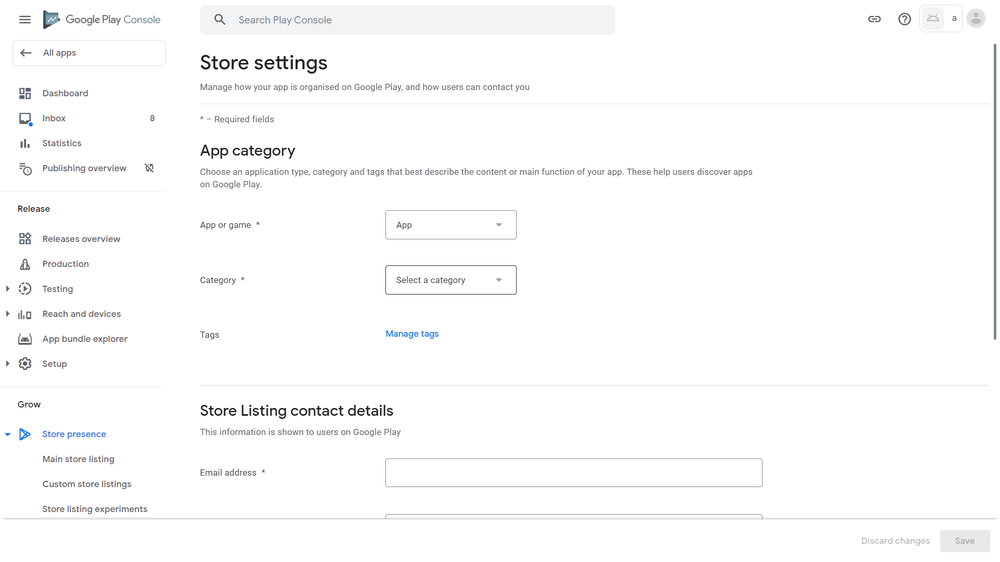 Google Play Console
Search Play Console
a
All apps
Dashboard
Inbox 8
Statistics
Publishing overview
Release
Releases overview
Production
Testing
Reach and devices
App bundle explorer
Setup
Grow
Store presence
Main store listing
Custom store listings
Store listing experiments
Store settings
Manage how your app is organised on Google Play, and how users can contact you
* – Required fields
App category
Choose an application type, category and tags that best describe the content or main function of your app. These help users discover apps
on Google Play.
App or game * App
Category * Select a category
Tags Manage tags
Store Listing contact details
This information is shown to users on Google Play
Email address *
Discard changes Save